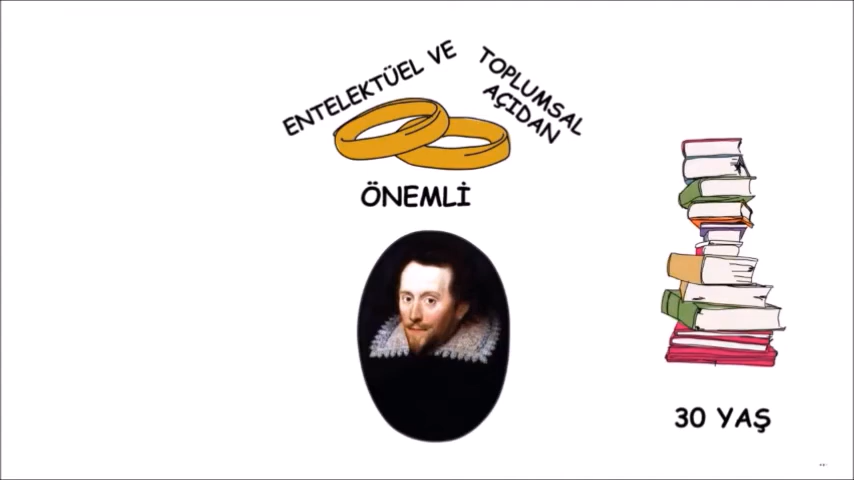 ENTELEKTÜEL VE
TOPLUMSAL
AÇIDAN
ÖNEMLİ
30 YAŞ